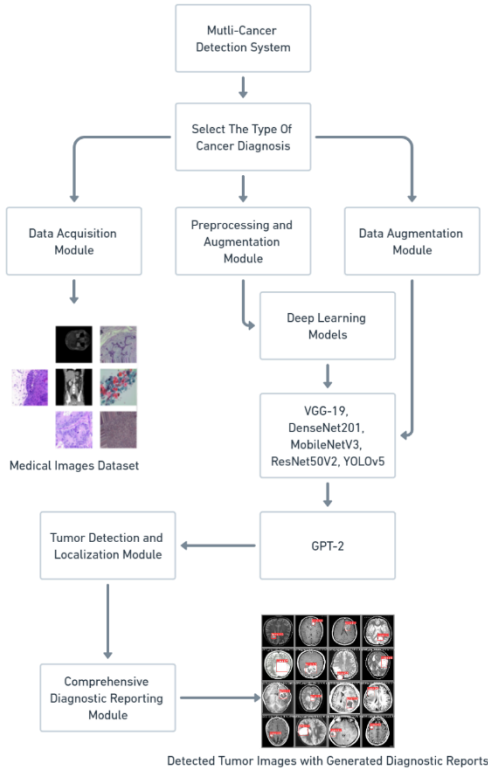 Mutli-Cancer
Detection System
Select The Type Of
Cancer Diagnosis
Data Acquisition
Module
Preprocessing and
Augmentation
Module
Data Augmentation
Module
Deep Learning
Models
VGG-19,
DenseNet201,
MobileNetV3,
ResNet50V2, YOLOv5
Medical Images Dataset
Tumor Detection and
Localization Module
GPT-2
Comprehensive
Diagnostic Reporting
Module
Detected Tumor Images with Generated Diagnostic Reports